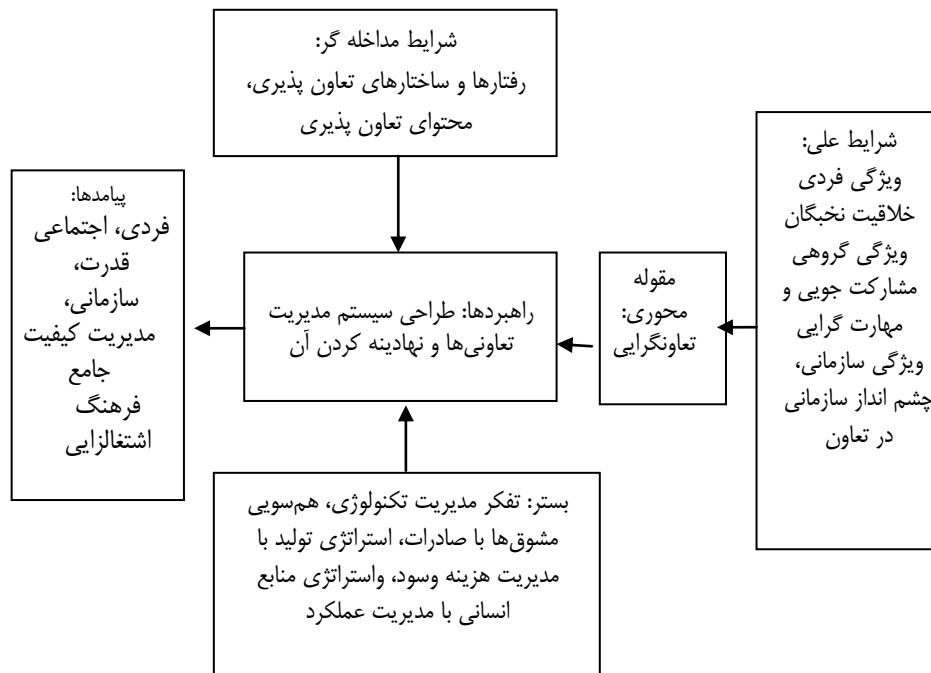 شرایط مداخله گر:
رفتارها و ساختارهای تعاون پذیری،
محتوای تعاون پذیری
شرایط علی:
ویژگی فردی
خلاقیت نخبگان
ویژگی گروهی
مشارکت جویی و
مهارت گرایی
ویژگی سازمانی،
چشم انداز سازمانی
در تعاون
مقوله
محوری:
تعاونگرایی
راهبردها: طراحی سیستم مدیریت
تعاونی‌ها و نهادینه کردن آن
پیامدها:
فردی، اجتماعی
قدرت،
سازمانی،
مدیریت کیفیت
جامع
فرهنگ
اشتغالزایی
بستر: تفکر مدیریت تکنولوژی، هم‌سویی
مشوق‌ها با صادرات، استراتژی تولید با
مدیریت هزینه وسود، واستراتژی منابع
انسانی با مدیریت عملکرد